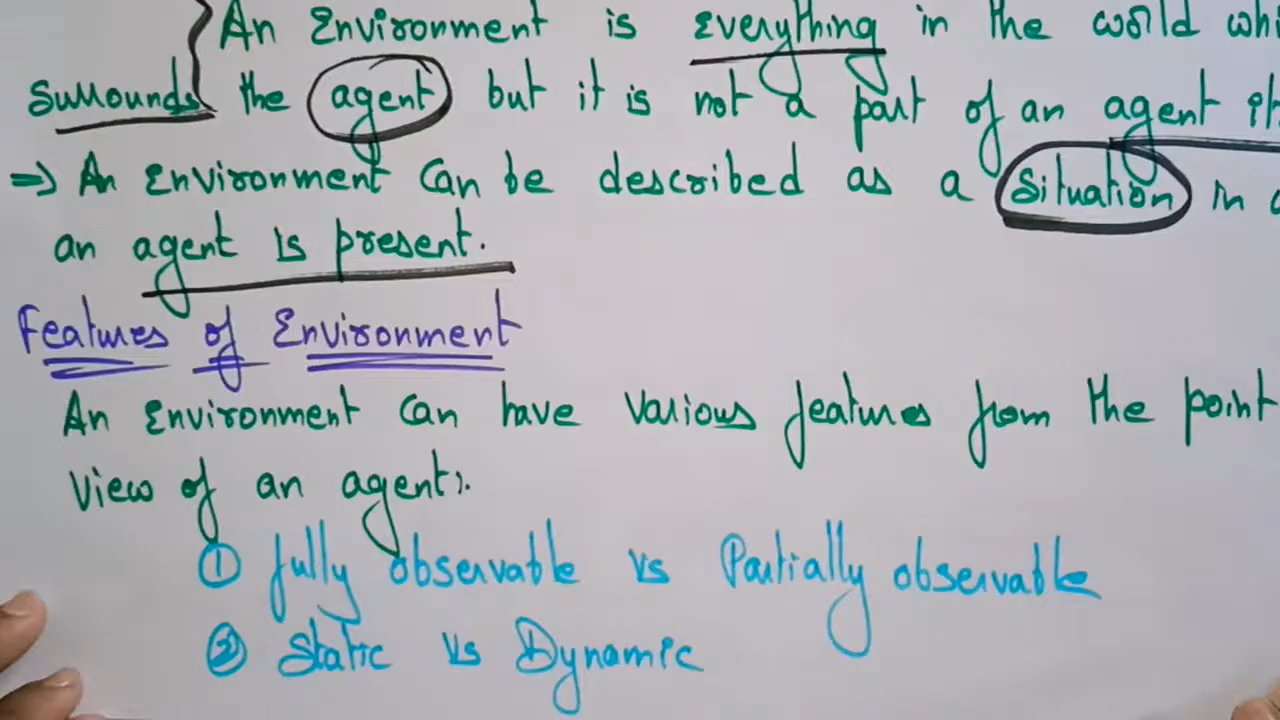 An Environment is everything in the world whi
surrounds the agent but it is not a part of an agent it
=> An Environment can be described as a situation in
an agent is present.
Features of Environment
An Environment can have various features from the point
view of an agent:
① fully observable vs Partially observable
② Static vs Dynamic